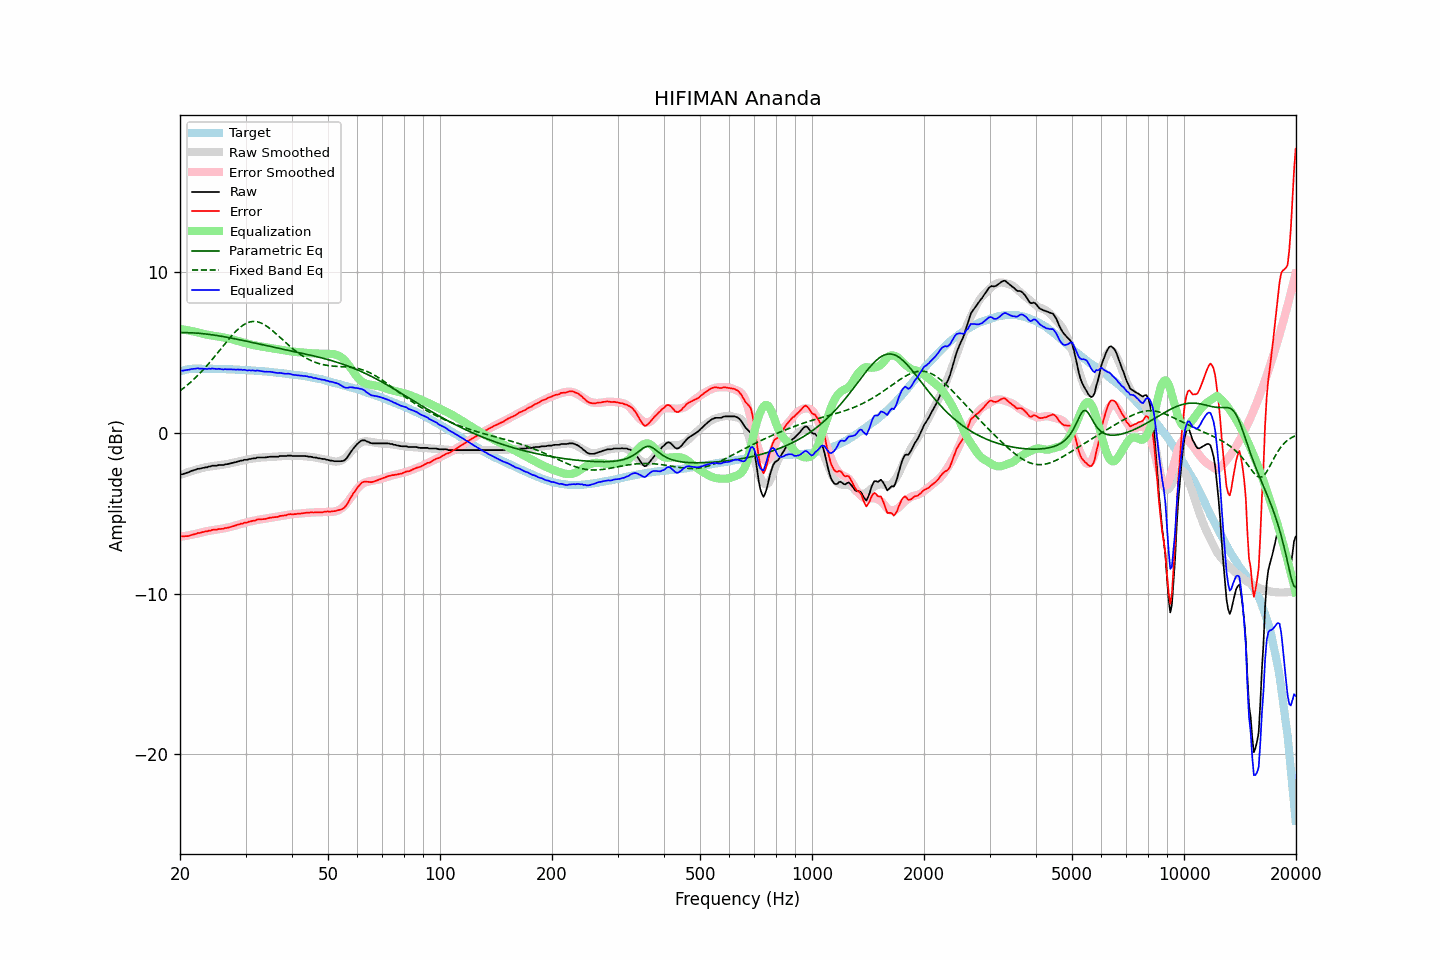 HIFIMAN Ananda
Target
Raw Smoothed
Error Smoothed
Raw
Error
Equalization
Parametric Eq
Fixed Band Eq
Equalized
10
0
−10
−20
Amplitude (dBr)
20
50
100
200
500
1000
2000
5000
10000
20000
Frequency (Hz)